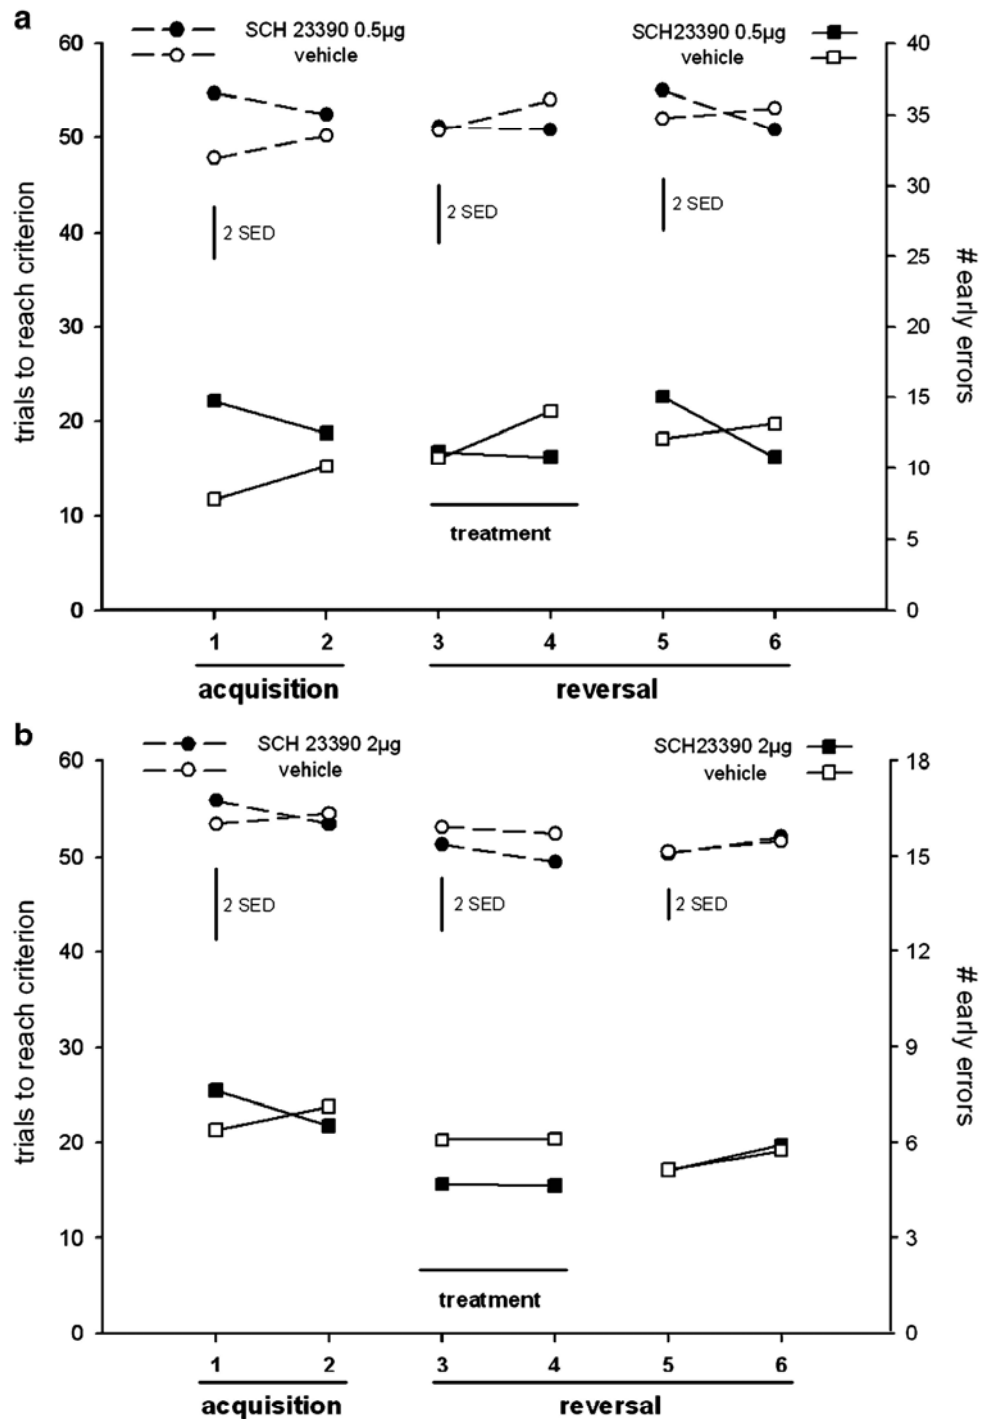 a
SCH 23390 0.5µg
vehicle
SCH23390 0.5µg
vehicle
60
50
40
30
20
10
0
trials to reach criterion
40
35
30
25
20
15
10
5
0
# early errors
2 SED
2 SED
2 SED
treatment
1 2 3 4 5 6
acquisition reversal
b
SCH 23390 2µg
vehicle
SCH23390 2µg
vehicle
60
50
40
30
20
10
0
trials to reach criterion
18
15
12
9
6
3
0
# early errors
2 SED
2 SED
2 SED
treatment
1 2 3 4 5 6
acquisition reversal